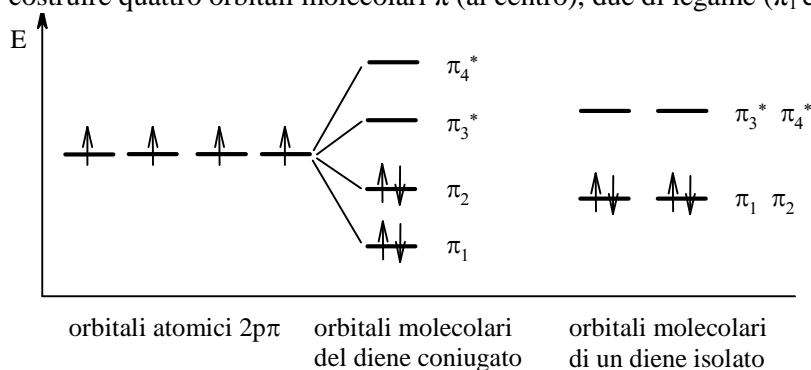 costruire quattro orbitali molecolari π (al centro), due di legame (π1
E
π4*
π3*
π2
π1
π3* π4*
π1 π2
orbitali atomici 2pπ
orbitali molecolari
del diene coniugato
orbitali molecolari
di un diene isolato